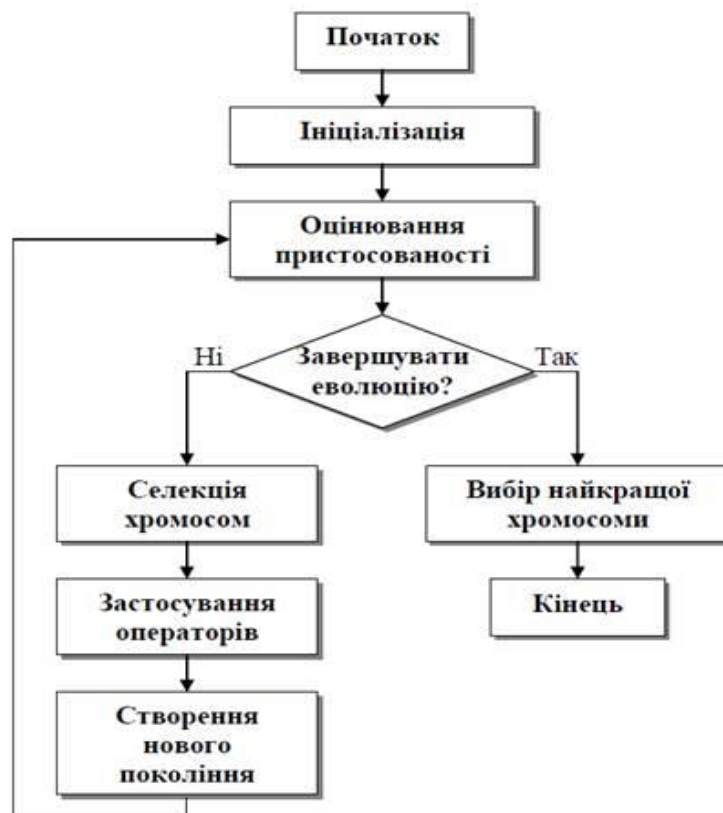 Початок
Ініціалізація
Оцінювання
пристосованості
Завершувати
еволюцію?
Ні
Так
Селекція
хромосом
Застосування
операторів
Створення
нового
покоління
Вибір найкращої
хромосоми
Кінець